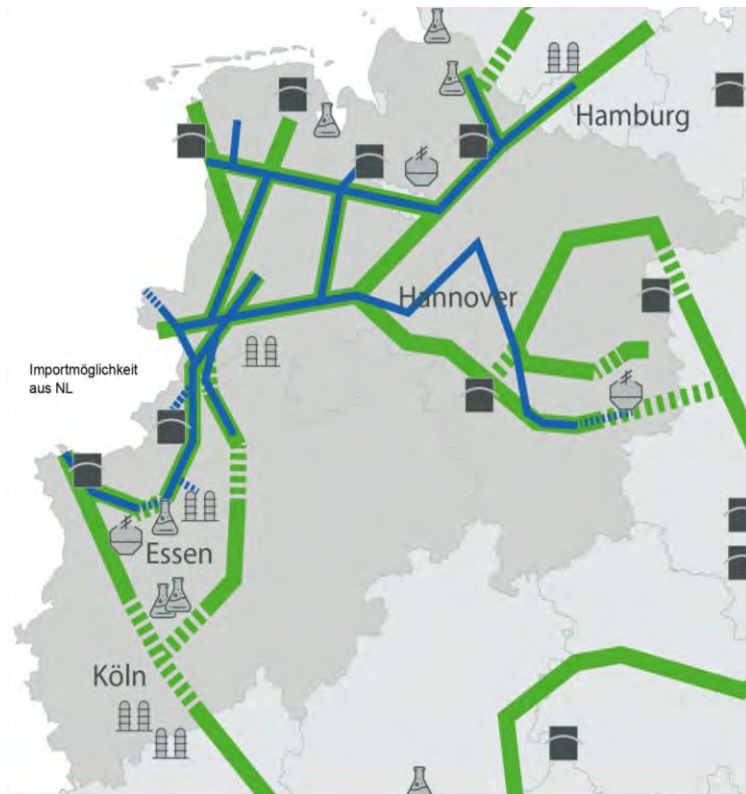 Hamburg
Hannover
Importmöglichkeit
aus NL
Essen
Köln